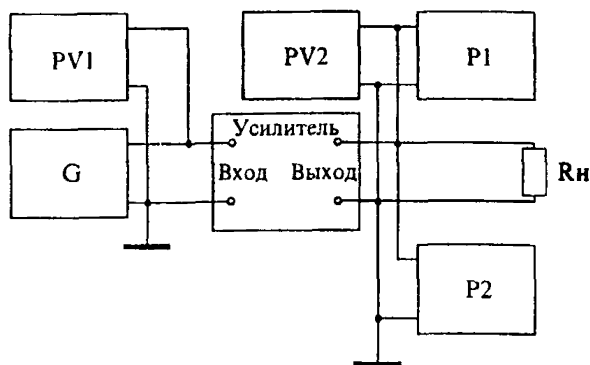 PV1
PV2
P1
G
Усилитель
Вход
Выход
Rн
P2